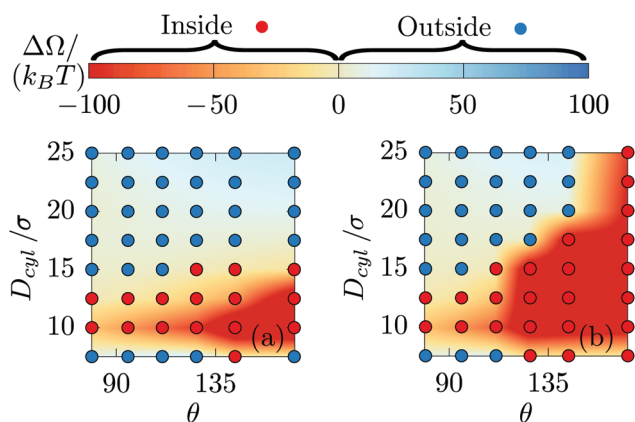 Inside Outside
ΔΩ/
(k_BT)
−100 −50 0 50 100
25 25
20 20
D_cyl/σ D_cyl/σ
15 15
10 10
(a) (b)
90 135 90 135
θ θ